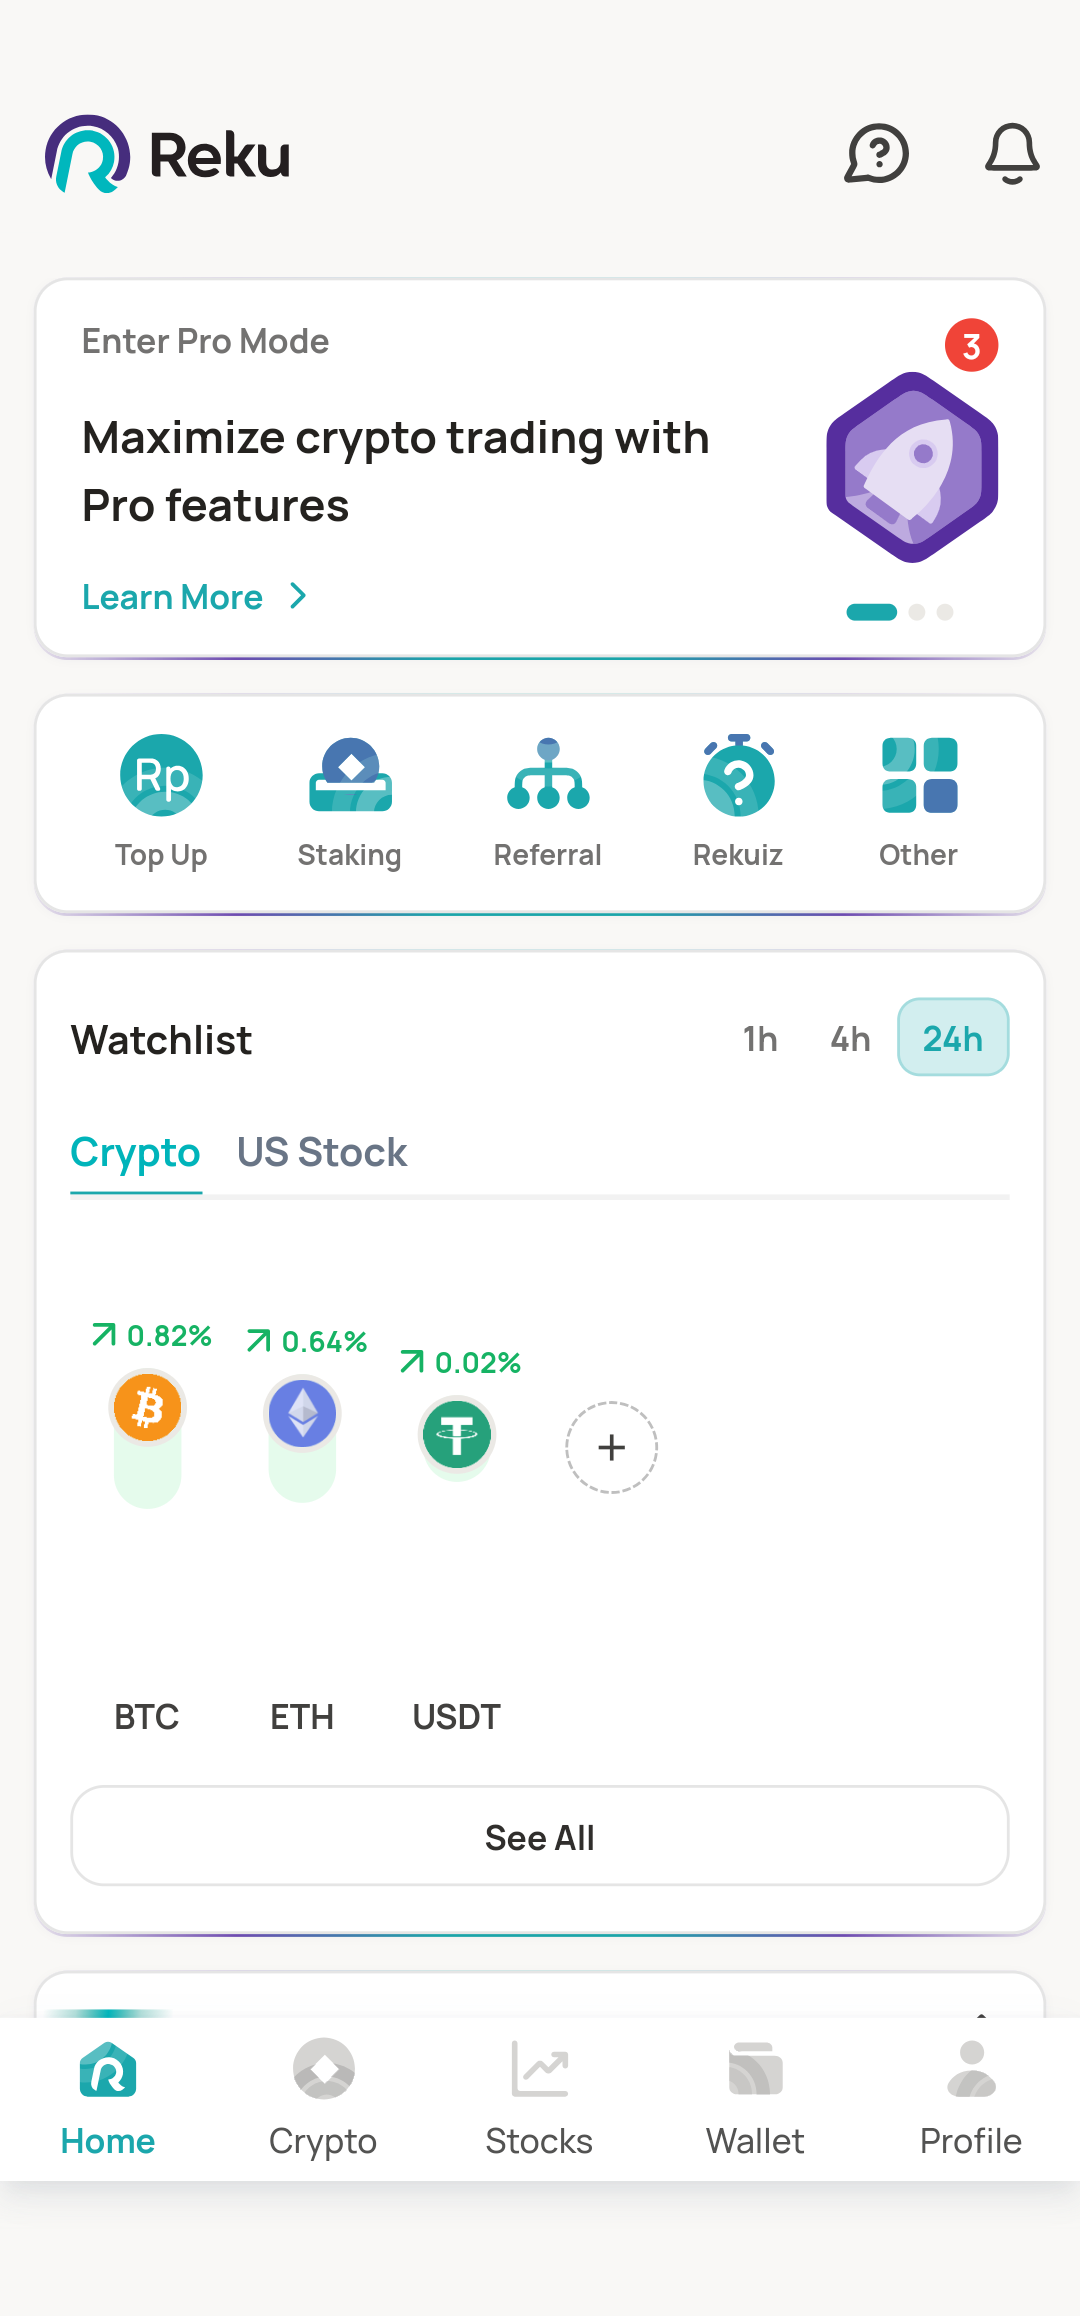 Reku
Enter Pro Mode
3
Maximize crypto trading with
Pro features
Learn More
Rp
Top Up
Staking
Referral
Rekuiz
Other
Watchlist
1h
4h
24h
Crypto
US Stock
0.82%
0.64%
0.02%
BTC
ETH
USDT
See All
Home
Crypto
Stocks
Wallet
Profile